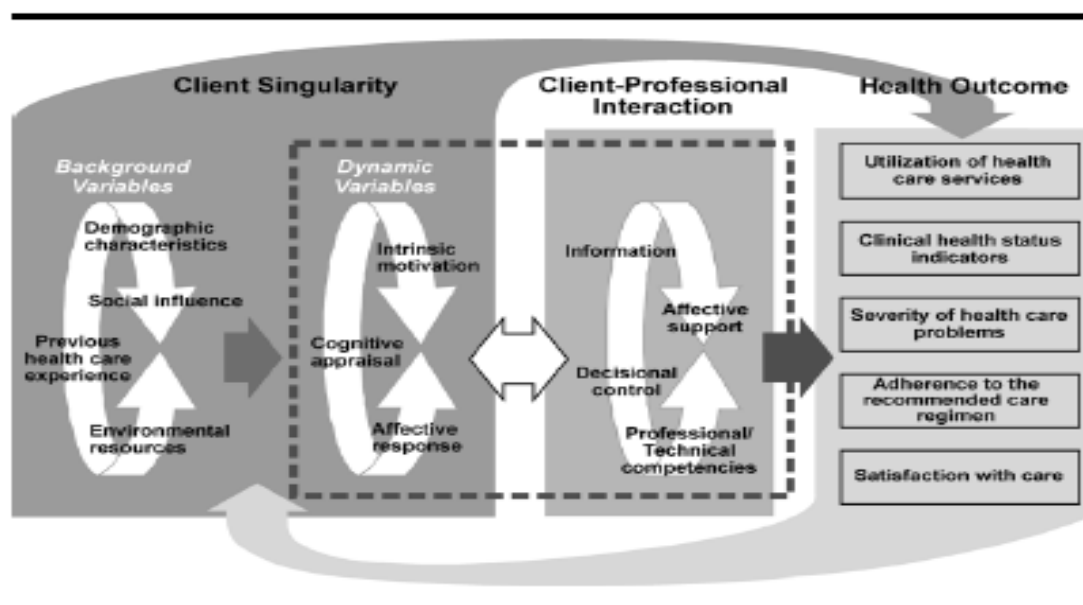 Client Singularity
Client-Professional
Interaction
Health Outcome
Background
Variables
Demographic
characteristics
Social influence
Previous
health care
experience
Environmental
resources
Dynamic
Variables
Intrinsic
motivation
Cognitive
appraisal
Affective
response
Information
Affective
support
Decisional
control
Professional/
Technical
competencies
Utilization of health
care services
Clinical health status
indicators
Severity of health care
problems
Adherence to the
recommended care
regimen
Satisfaction with care